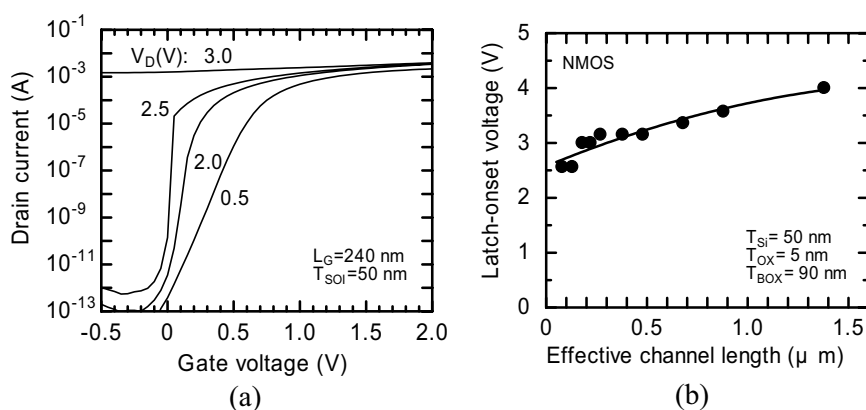 Drain current (A)
10⁻¹
10⁻³
10⁻⁵
10⁻⁷
10⁻⁹
10⁻¹¹
10⁻¹³
V_D(V): 3.0
2.5
2.0
0.5
L_G=240 nm
T_SOI=50 nm
-0.5 0 0.5 1.0 1.5 2.0
Gate voltage (V)
(a)
Latch-onset voltage (V)
5
4
3
2
1
0
NMOS
T_Si= 50 nm
T_OX= 5 nm
T_BOX= 90 nm
0 0.5 1.0 1.5
Effective channel length (μ m)
(b)